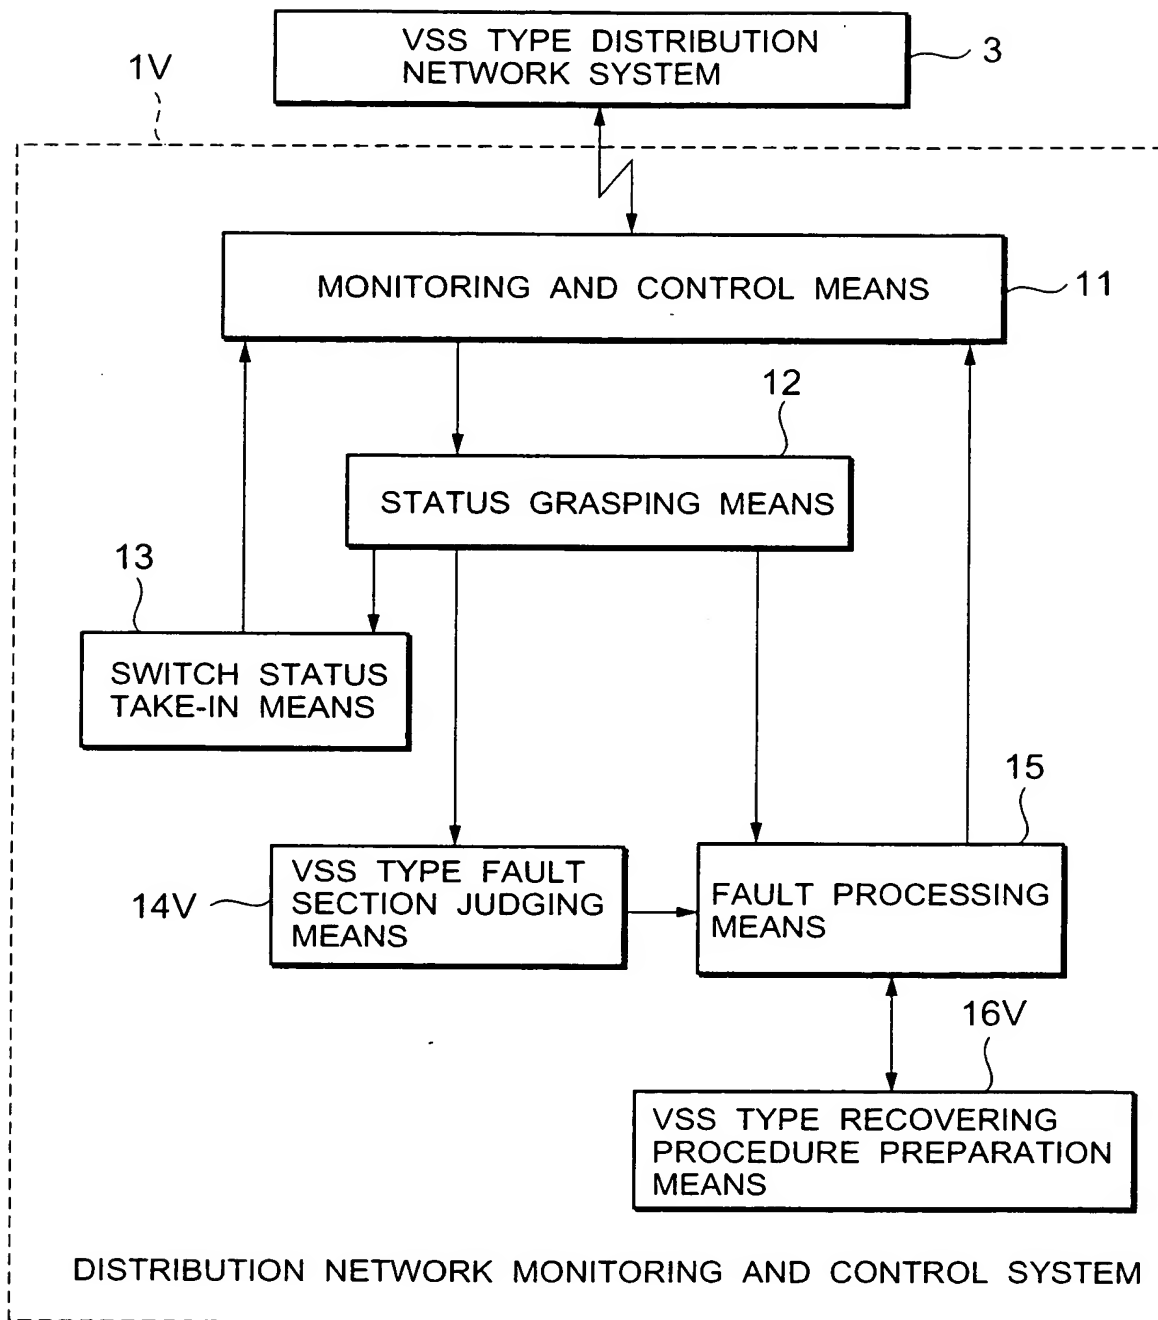 VSS TYPE DISTRIBUTION
NETWORK SYSTEM
3
1V
MONITORING AND CONTROL MEANS
11
12
STATUS GRASPING MEANS
13
SWITCH STATUS
TAKE-IN MEANS
15
VSS TYPE FAULT
SECTION JUDGING
MEANS
14V
FAULT PROCESSING
MEANS
16V
VSS TYPE RECOVERING
PROCEDURE PREPARATION
MEANS
DISTRIBUTION NETWORK MONITORING AND CONTROL SYSTEM